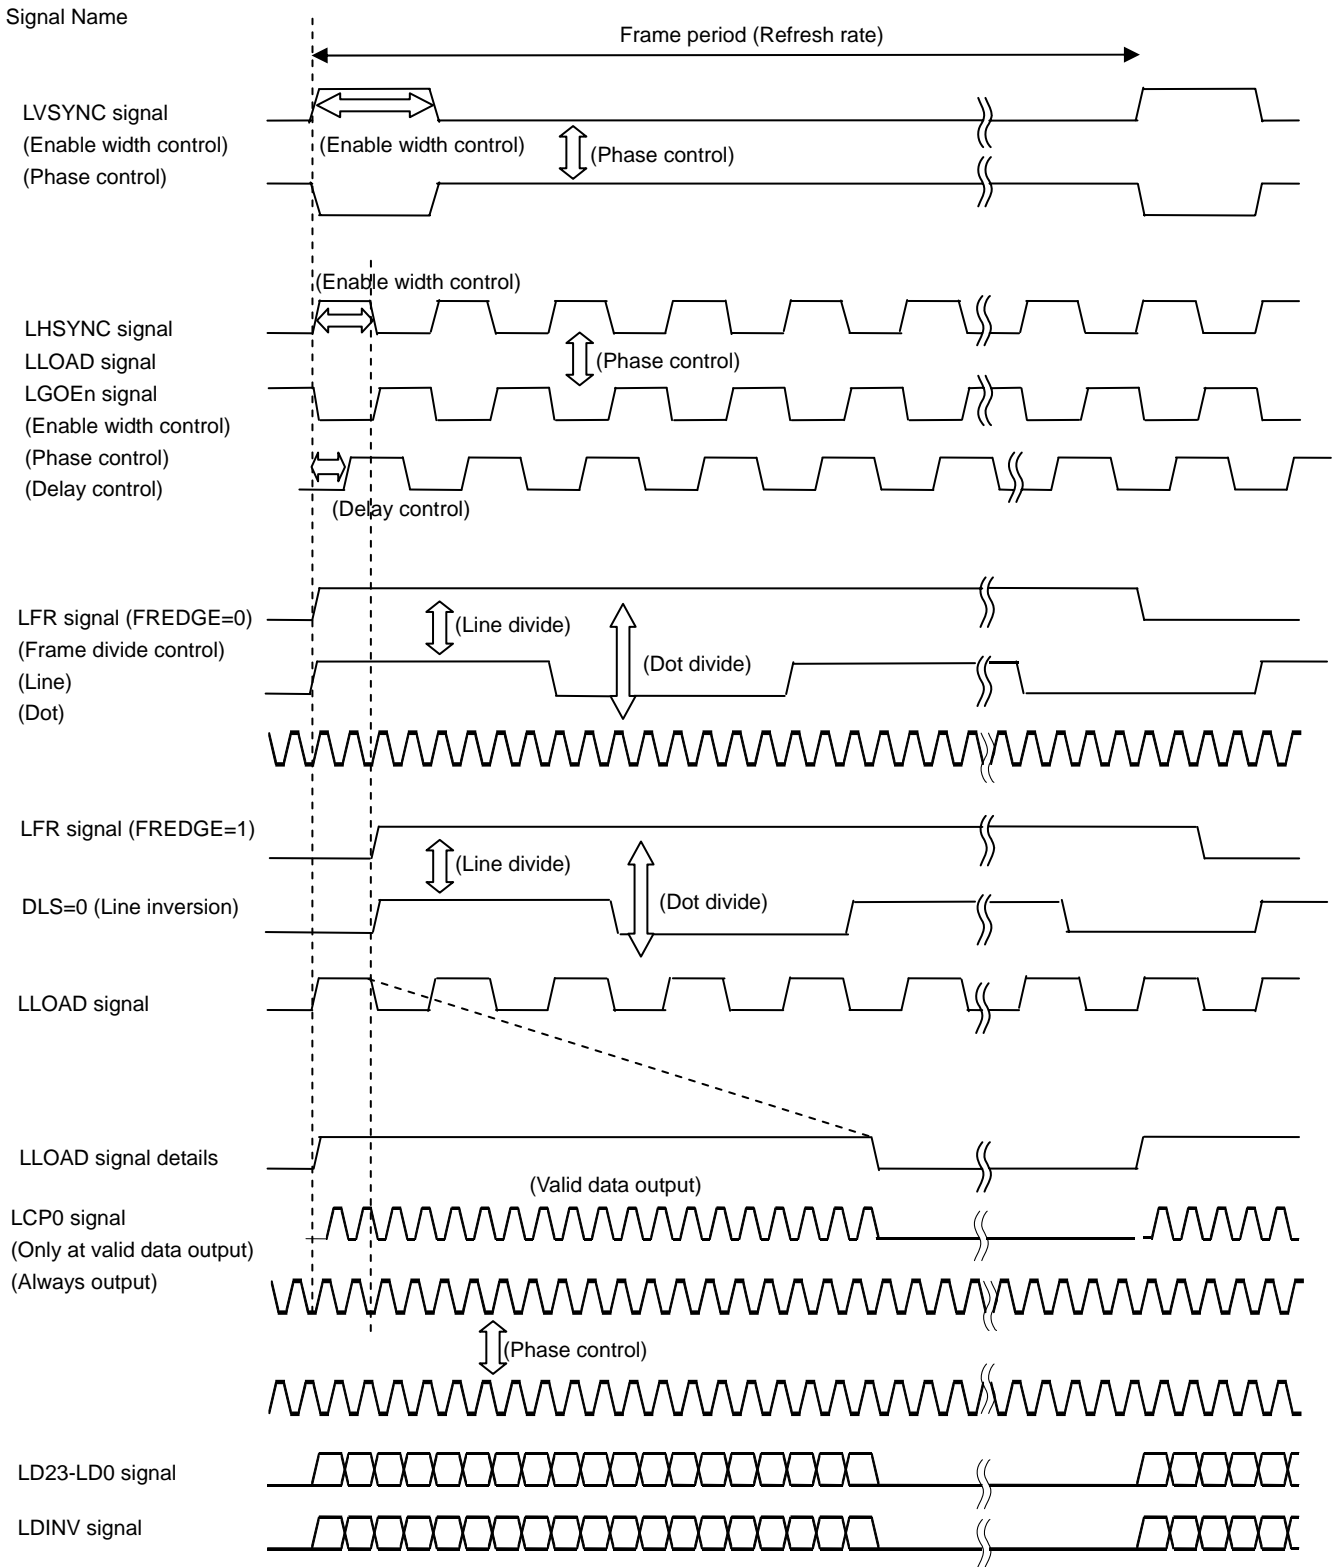 Signal Name
Frame period (Refresh rate)
LVSYNC signal
(Enable width control)
(Phase control)
(Enable width control)
(Phase control)
(Enable width control)
LHSYNC signal
LLOAD signal
LGOEn signal
(Enable width control)
(Phase control)
(Delay control)
(Phase control)
(Delay control)
LFR signal (FREDGE=0)
(Frame divide control)
(Line)
(Dot)
(Line divide)
(Dot divide)
LFR signal (FREDGE=1)
(Line divide)
DLS=0 (Line inversion)
(Dot divide)
LLOAD signal
LLOAD signal details
(Valid data output)
LCP0 signal
(Only at valid data output)
(Always output)
(Phase control)
LD23-LD0 signal
LDINV signal